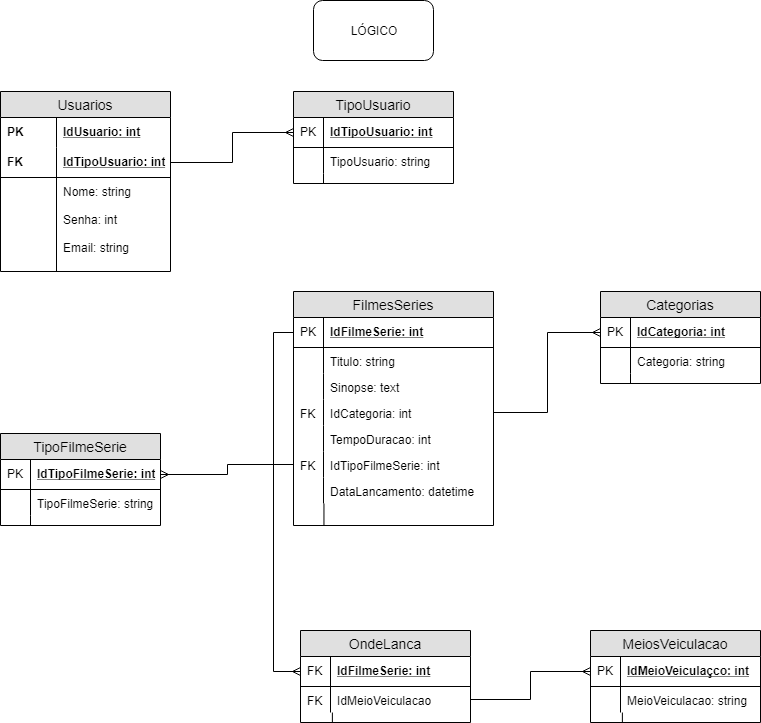 LÓGICO
Usuarios
PK IdUsuario: int
FK IdTipoUsuario: int
Nome: string
Senha: int
Email: string
TipoUsuario
PK IdTipoUsuario: int
TipoUsuario: string
FilmesSeries
PK IdFilmeSerie: int
Titulo: string
Sinopse: text
FK IdCategoria: int
TempoDuracao: int
FK IdTipoFilmeSerie: int
DataLancamento: datetime
Categorias
PK IdCategoria: int
Categoria: string
TipoFilmeSerie
PK IdTipoFilmeSerie: int
TipoFilmeSerie: string
OndeLanca
FK IdFilmeSerie: int
FK IdMeioVeiculacao
MeiosVeiculacao
PK IdMeioVeiculaçco: int
MeioVeiculacao: string